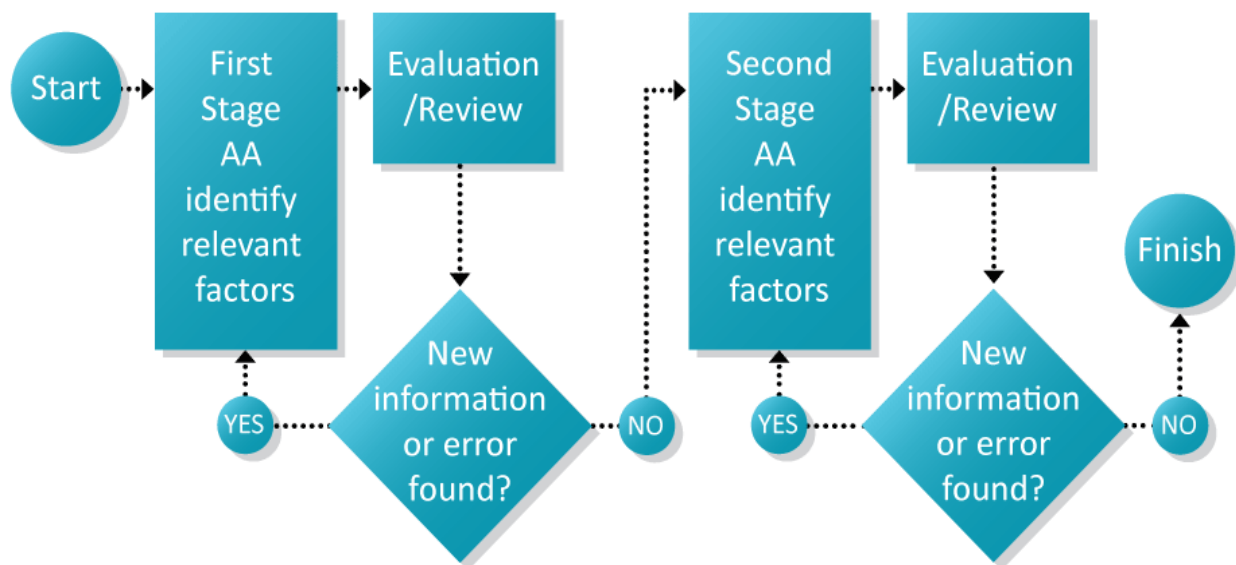 Start
First
Stage
AA
identify
relevant
factors
Evaluation
/Review
New
information
or error
found?
YES
NO
Second
Stage
AA
identify
relevant
factors
Evaluation
/Review
New
information
or error
found?
YES
NO
Finish